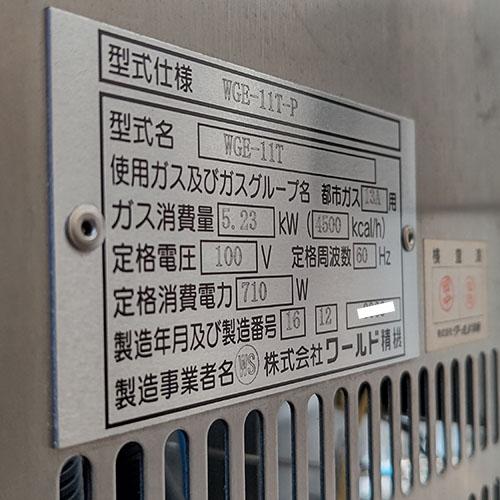 型式仕様 WGE-11T-P
型式名 WGE-11T
使用ガス及びガスグループ名 都市ガス 13A 用
ガス消費量 5.23 kW (4500 kcal/h)
定格電圧 100 V 定格周波数 60 Hz
定格消費電力 710 W
製造年月及び製造番号 16 12
製造事業者名 WS 株式会社 ワールド精機
検査済